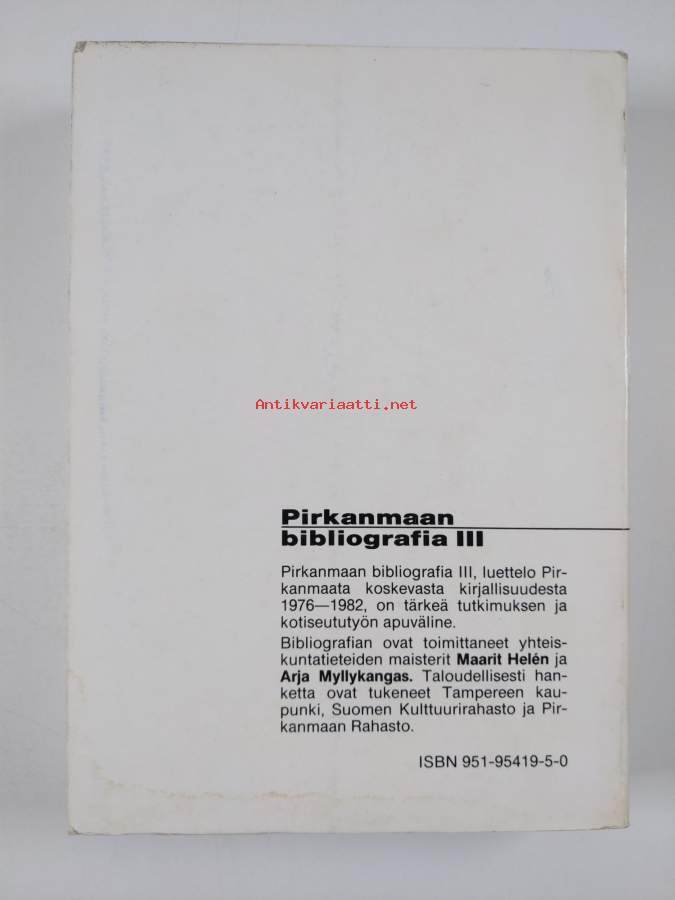 Antikvariaatti.net
Pirkanmaan
bibliografia III
Pirkanmaan bibliografia III, luettelo Pir-
kanmaata koskevasta kirjallisuudesta
1976—1982, on tärkeä tutkimuksen ja
kotiseututyön apuväline.
Bibliografian ovat toimittaneet yhteis-
kuntatieteiden maisterit Maarit Helén ja
Arja Myllykangas. Taloudellisesti han-
ketta ovat tukeneet Tampereen kau-
punki, Suomen Kulttuurirahasto ja Pir-
kanmaan Rahasto.
ISBN 951-95419-5-0